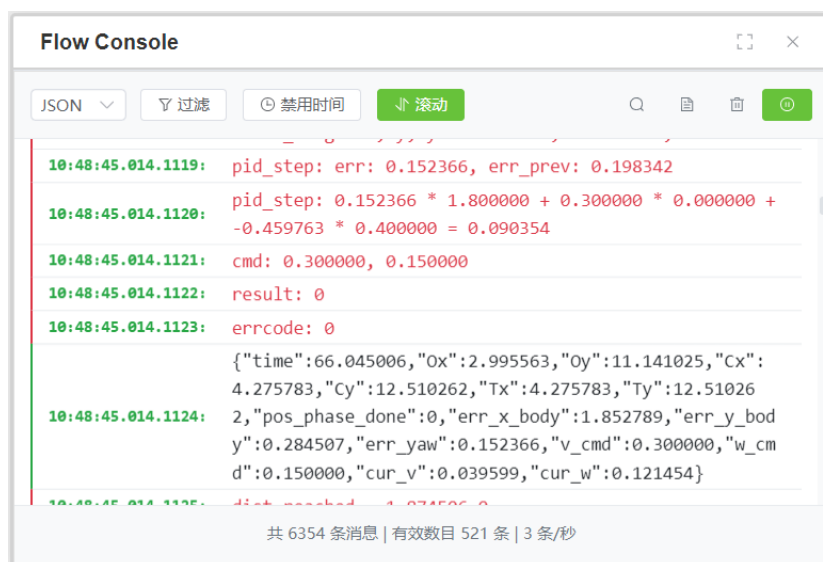 Flow Console
JSON
过滤
禁用时间
滚动
10:48:45.014.1119: pid_step: err: 0.152366, err_prev: 0.198342
10:48:45.014.1120: pid_step: 0.152366 * 1.800000 + 0.300000 * 0.000000 +
-0.459763 * 0.400000 = 0.090354
10:48:45.014.1121: cmd: 0.300000, 0.150000
10:48:45.014.1122: result: 0
10:48:45.014.1123: errcode: 0
10:48:45.014.1124: {"time":66.045006,"Ox":2.995563,"Oy":11.141025,"Cx":
4.275783,"Cy":12.510262,"Tx":4.275783,"Ty":12.51026
2,"pos_phase_done":0,"err_x_body":1.852789,"err_y_bod
y":0.284507,"err_yaw":0.152366,"v_cmd":0.300000,"w_cm
d":0.150000,"cur_v":0.039599,"cur_w":0.121454}
共 6354 条消息 | 有效数目 521 条 | 3 条/秒